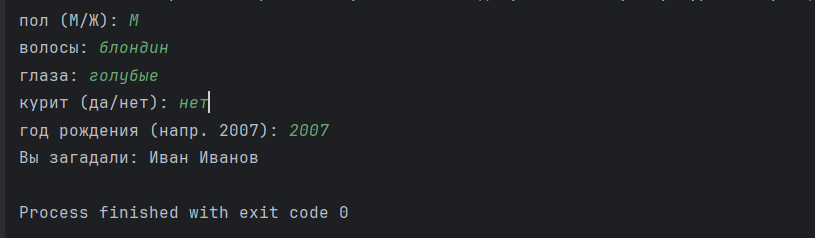 пол (М/Ж): М
волосы: блондин
глаза: голубые
курит (да/нет): нет
год рождения (напр. 2007): 2007
Вы загадали: Иван Иванов
Process finished with exit code 0